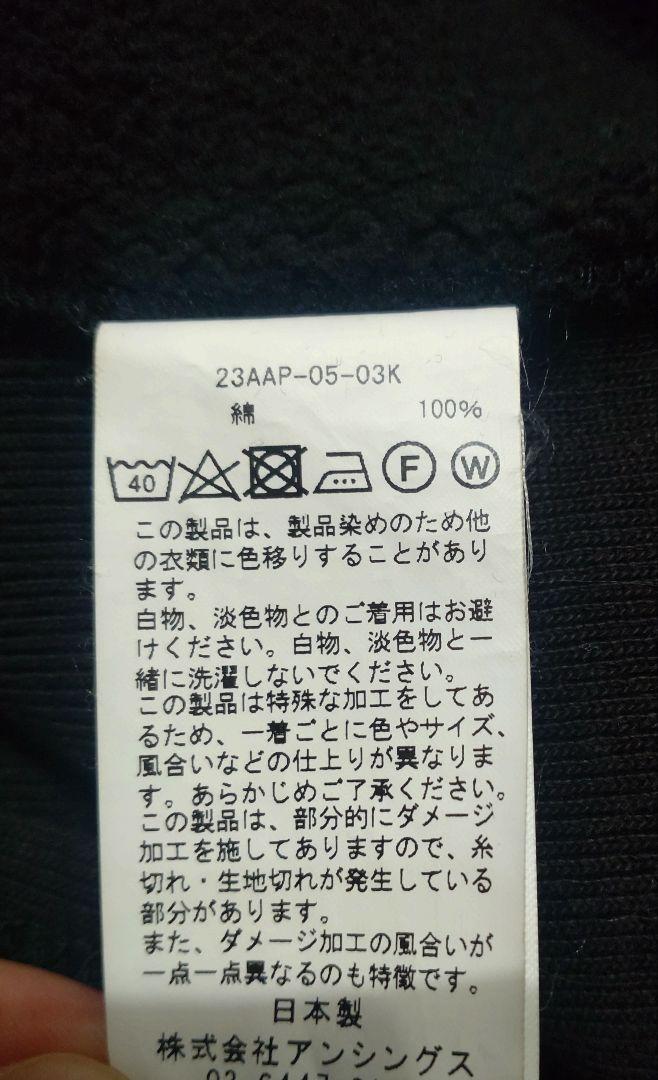 23AAP-05-03K
綿 100%
40 F W
この製品は、製品染めのため他
の衣類に色移りすることがあり
ます。
白物、淡色物とのご着用はお避
けください。白物、淡色物と一
緒に洗濯しないでください。
この製品は特殊な加工をしてあ
るため、一着ごとに色やサイズ、
風合いなどの仕上りが異なりま
す。あらかじめご了承ください。
この製品は、部分的にダメージ
加工を施してありますので、糸
切れ・生地切れが発生している
部分があります。
また、ダメージ加工の風合いが
一点一点異なるのも特徴です。
日本製
株式会社アンシングス